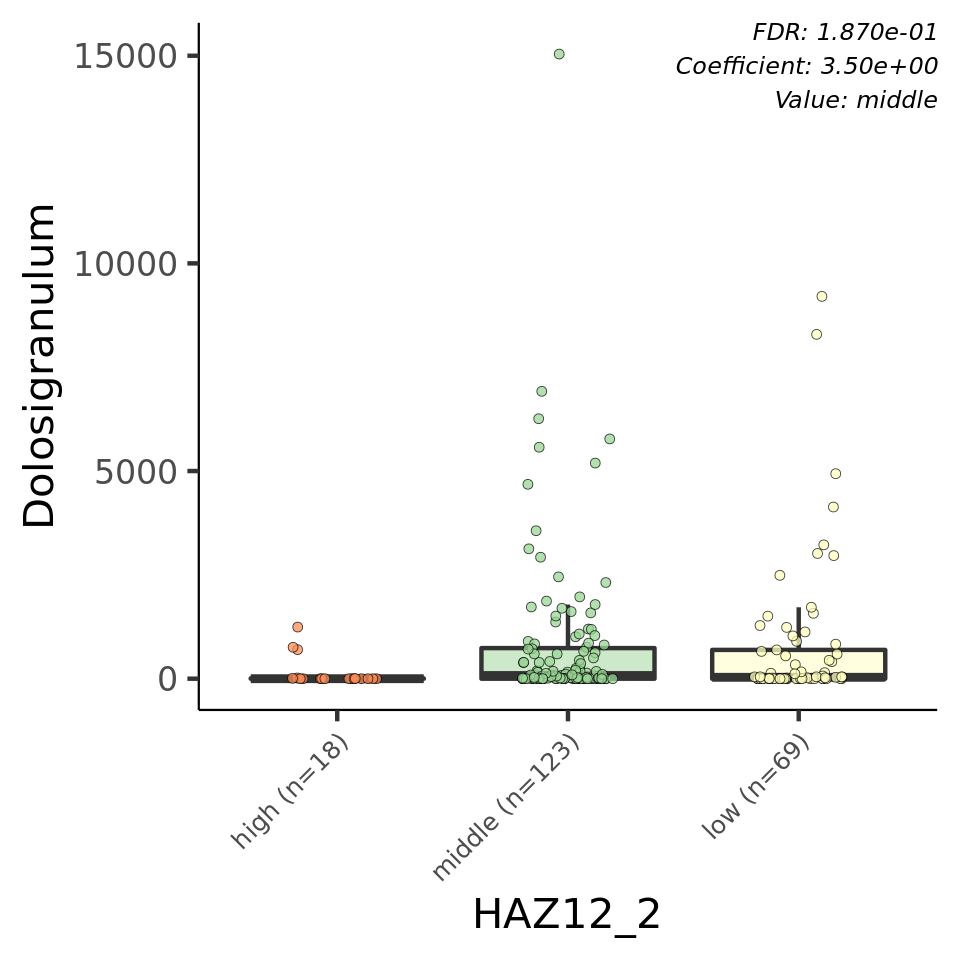 FDR: 1.870e-01
Coefficient: 3.50e+00
Value: middle
15000
10000
5000
0
Dolosigranulum
high (n=18)
middle (n=123)
low (n=69)
HAZ12_2